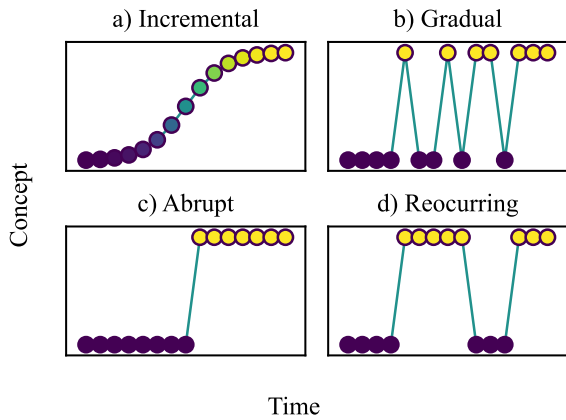 a) Incremental
b) Gradual
c) Abrupt
d) Reocurring
Concept
Time